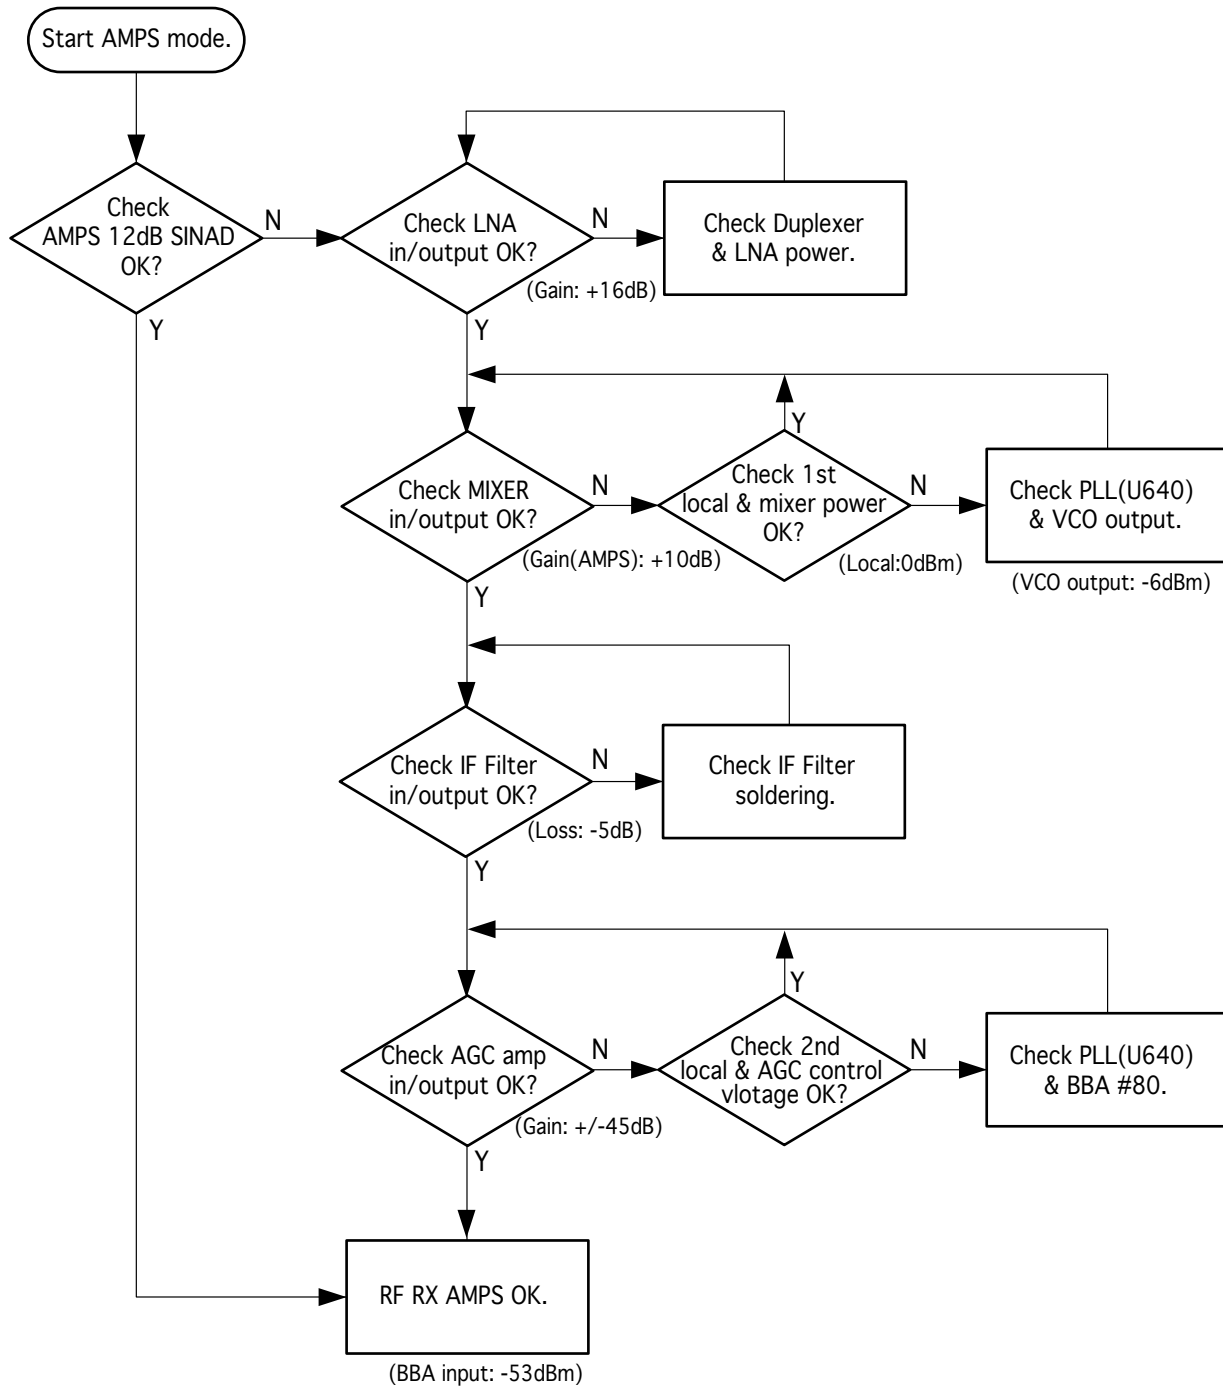 Start AMPS mode.
Check
AMPS 12dB SINAD
OK?
N
Y
Check LNA
in/output OK?
N
(Gain: +16dB)
Y
Check Duplexer
& LNA power.
Check MIXER
in/output OK?
N
(Gain(AMPS): +10dB)
Y
Y
Check 1st
local & mixer power
OK?
N
(Local:0dBm)
Check PLL(U640)
& VCO output.
(VCO output: -6dBm)
Check IF Filter
in/output OK?
N
(Loss: -5dB)
Y
Check IF Filter
soldering.
Check AGC amp
in/output OK?
N
(Gain: +/-45dB)
Y
Y
Check 2nd
local & AGC control
vlotage OK?
N
Check PLL(U640)
& BBA #80.
RF RX AMPS OK.
(BBA input: -53dBm)